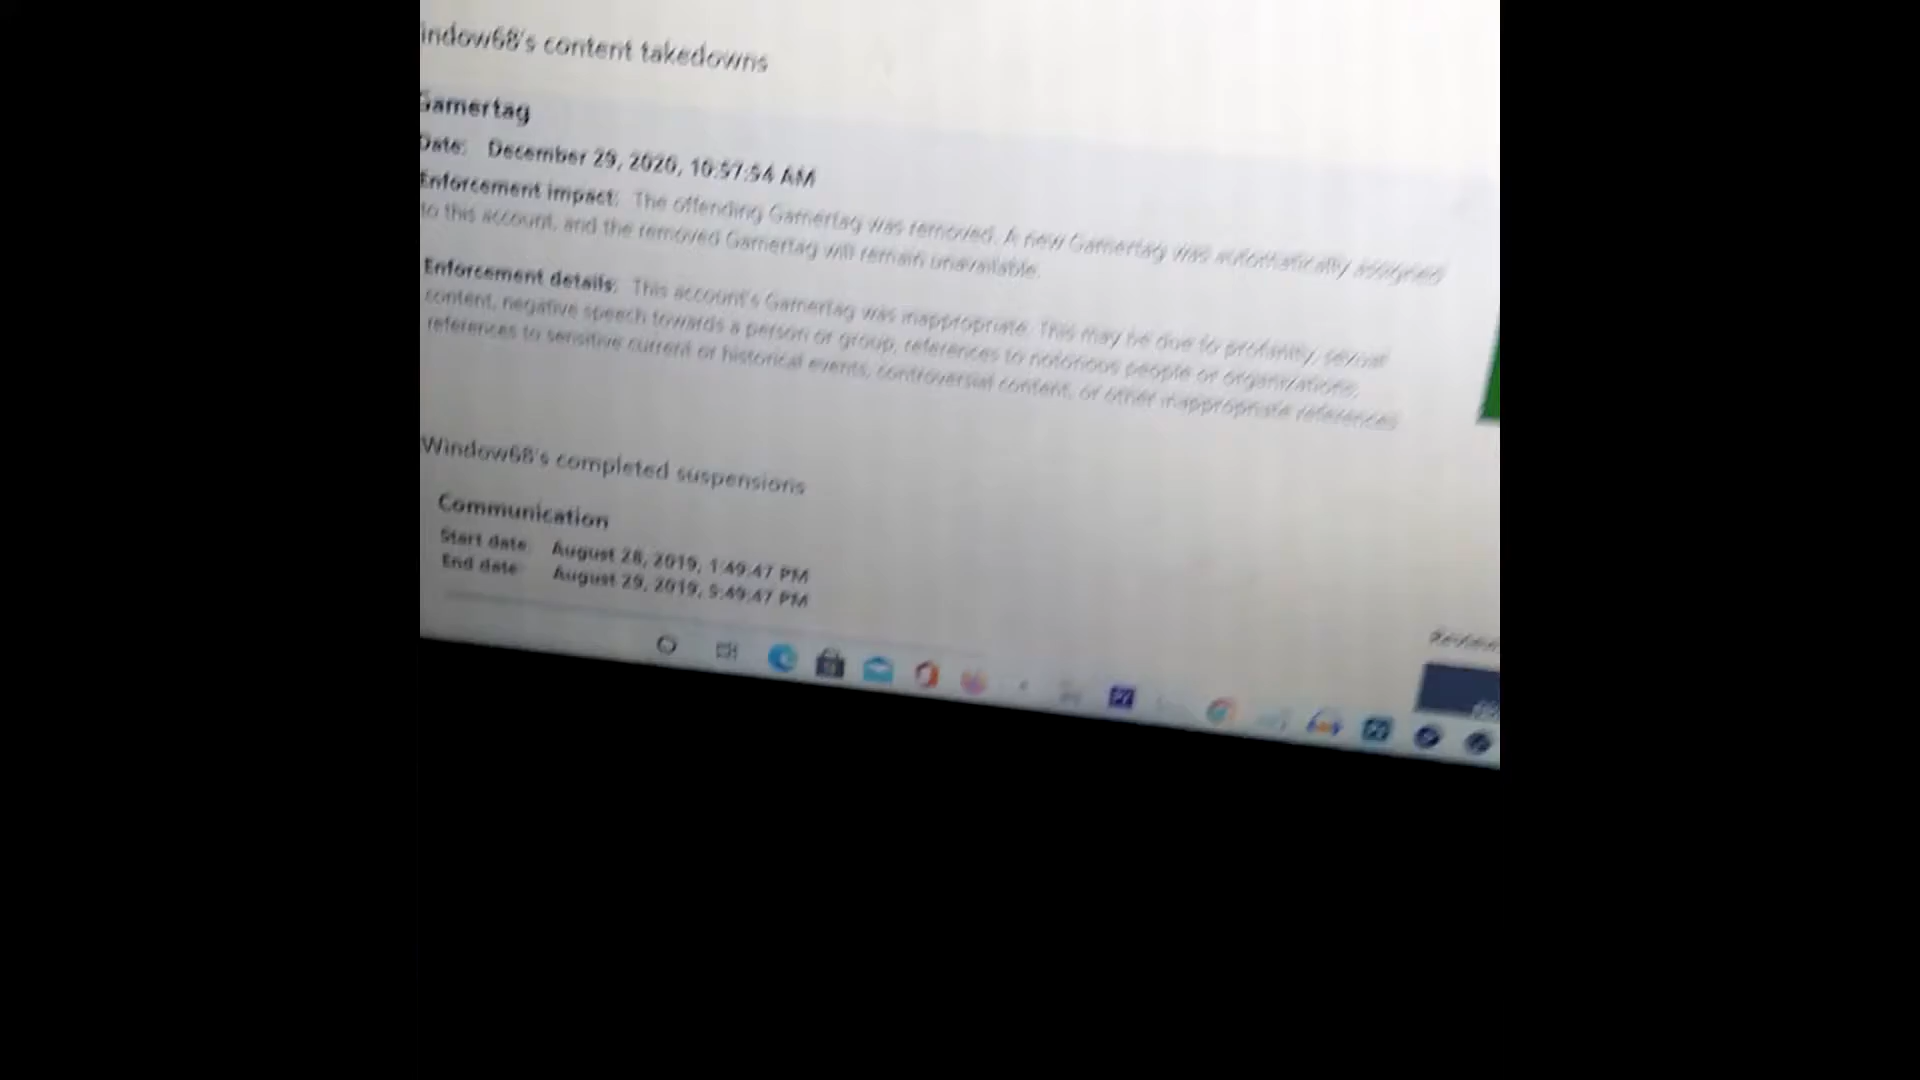 indow68's content takedowns
Gamertag
Date: December 29, 2020, 10:57:54 AM
Enforcement impact: The offending Gamertag was removed. A new Gamertag was automatically assigned
to this account, and the removed Gamertag will remain unavailable.
Enforcement details: This account's Gamertag was inappropriate. This may be due to profanity, sexual
content, negative speech towards a person or group, references to notorious people or organizations,
references to sensitive current or historical events, controversial content, or other inappropriate references
Window68's completed suspensions
Communication
Start date: August 28, 2019, 1:49:47 PM
End date: August 29, 2019, 5:49:47 PM